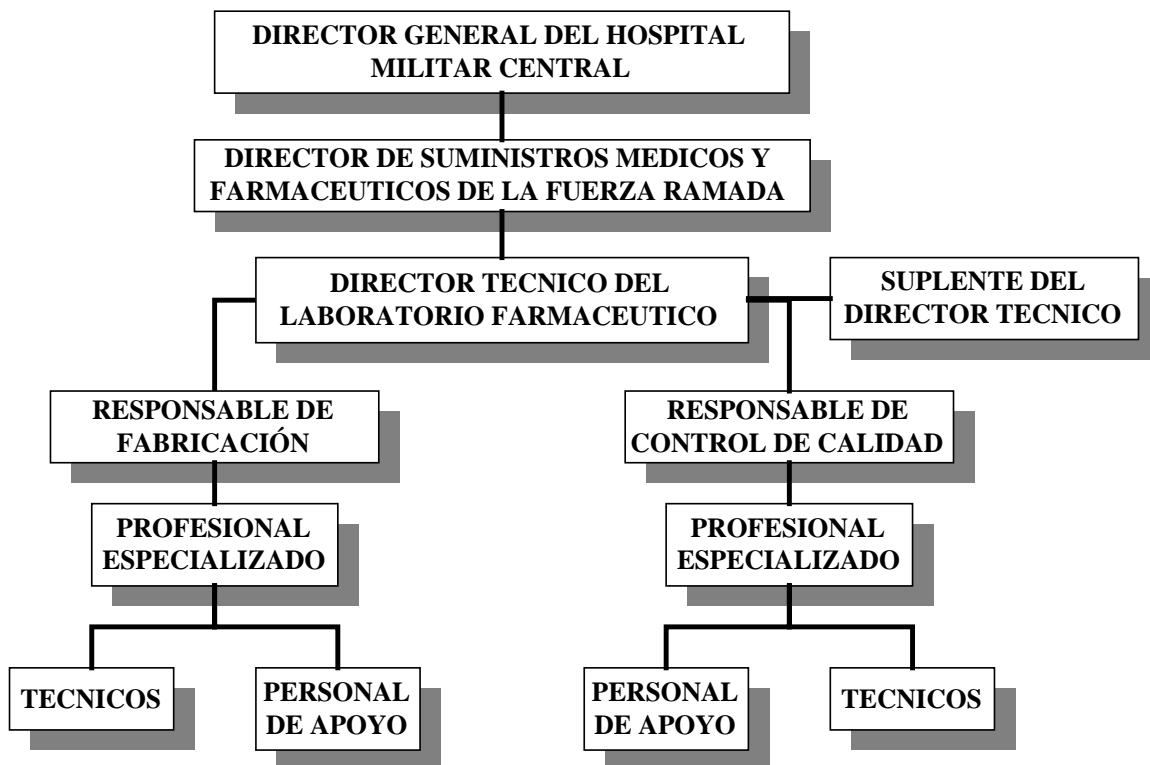 DIRECTOR GENERAL DEL HOSPITAL
MILITAR CENTRAL
DIRECTOR DE SUMINISTROS MEDICOS Y
FARMACEUTICOS DE LA FUERZA RAMADA
DIRECTOR TECNICO DEL
LABORATORIO FARMACEUTICO
SUPLENTE DEL
DIRECTOR TECNICO
RESPONSABLE DE
FABRICACIÓN
RESPONSABLE DE
CONTROL DE CALIDAD
PROFESIONAL
ESPECIALIZADO
PROFESIONAL
ESPECIALIZADO
TECNICOS
PERSONAL
DE APOYO
PERSONAL
DE APOYO
TECNICOS